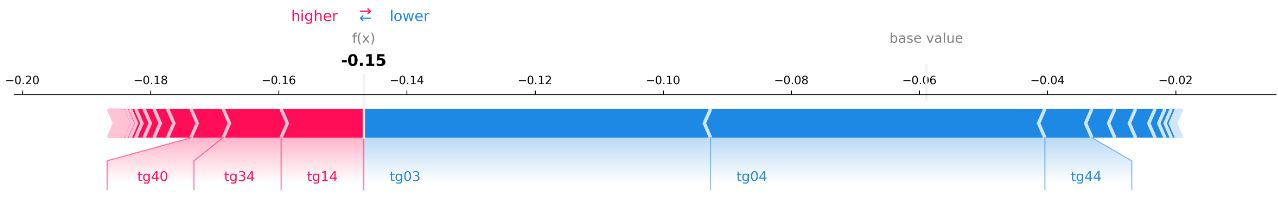 higher ⇄ lower
f(x)
base value
-0.15
−0.20 −0.18 −0.16 −0.14 −0.12 −0.10 −0.08 −0.06 −0.04 −0.02
tg40 tg34 tg14 tg03 tg04 tg44